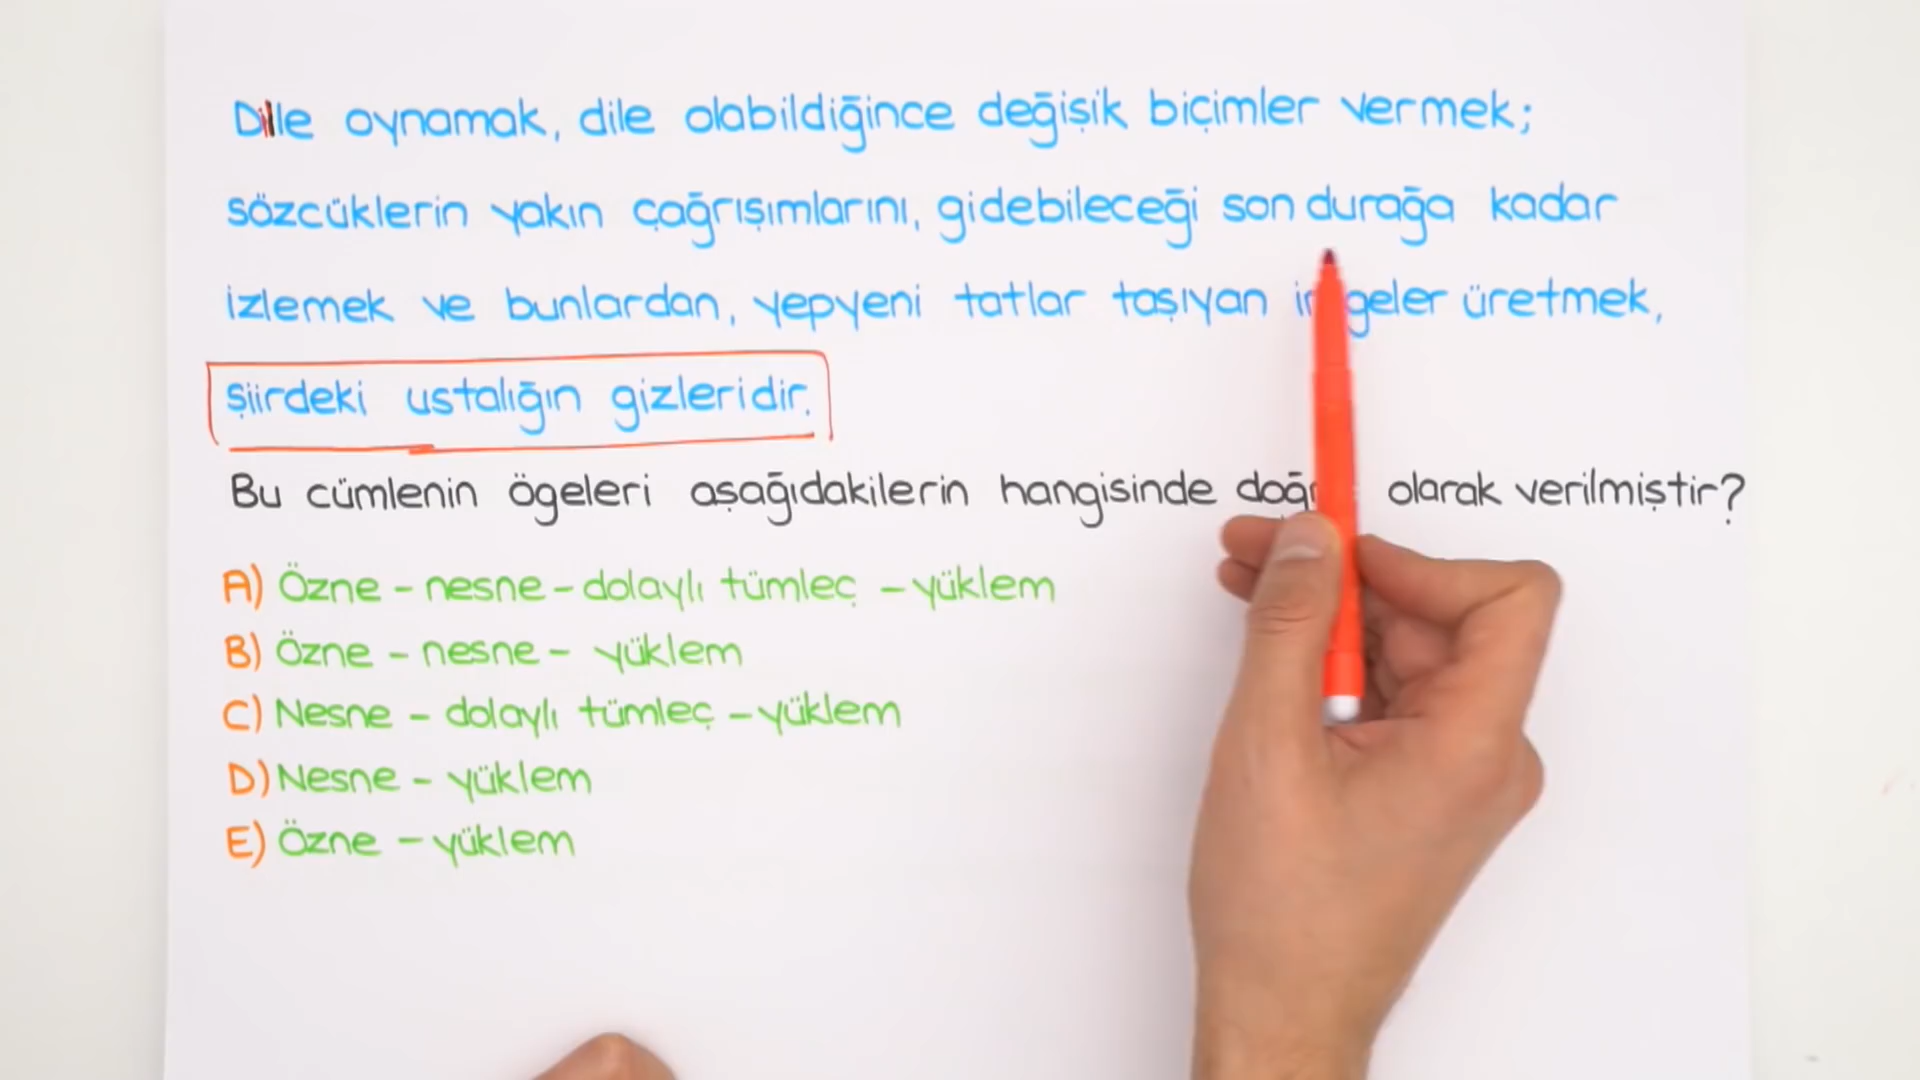 Dille oynamak, dile olabildiğince değişik biçimler vermek;
sözcüklerin yakın çağrışımlarını, gidebileceği son durağa kadar
izlemek ve bunlardan, yepyeni tatlar taşıyan üretmek,
şiirdeki ustalığın gizleridir.
Bu cümlenin ögeleri aşağıdakilerin hangisinde olarak verilmiştir?
A) Özne - nesne - dolaylı tümleç - yüklem
B) Özne - nesne - yüklem
C) Nesne - dolaylı tümleç - yüklem
D) Nesne - yüklem
E) Özne - yüklem